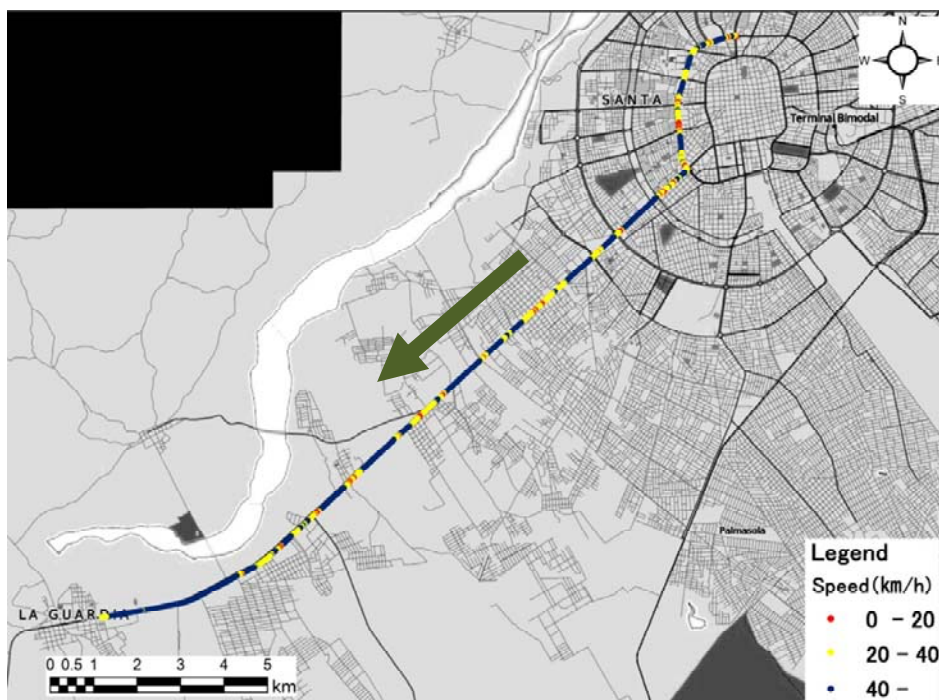 N
W
E
S
SANTA
Terminal Bimodal
Palmasola
LA GUARDIA
Legend
Speed(km/h)
0 - 20
20 - 40
40 -
0 0.5 1 2 3 4 5
km